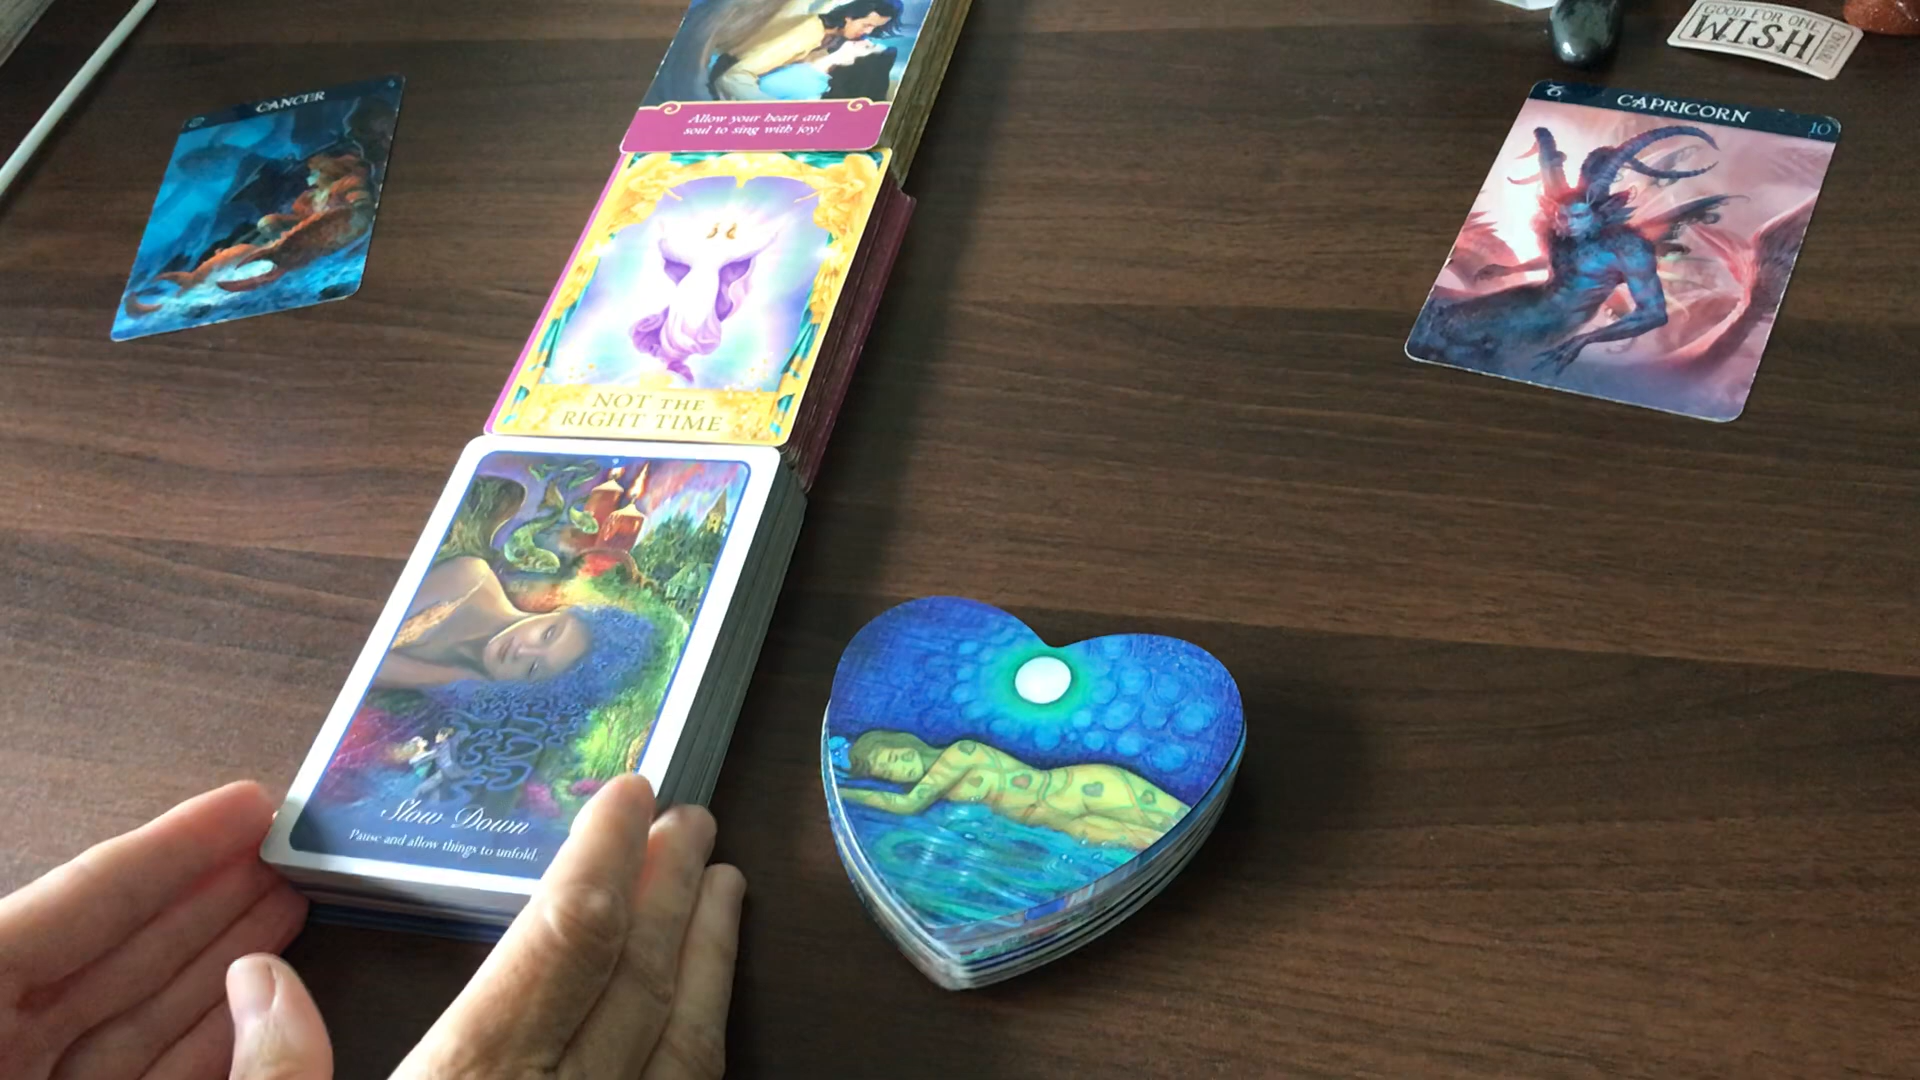 GOOD FOR ONE
WISH
CANCER
CAPRICORN
10
Allow your heart and
soul to sing with joy!
NOT THE
RIGHT TIME
Slow Down
Pause and allow things to unfold.